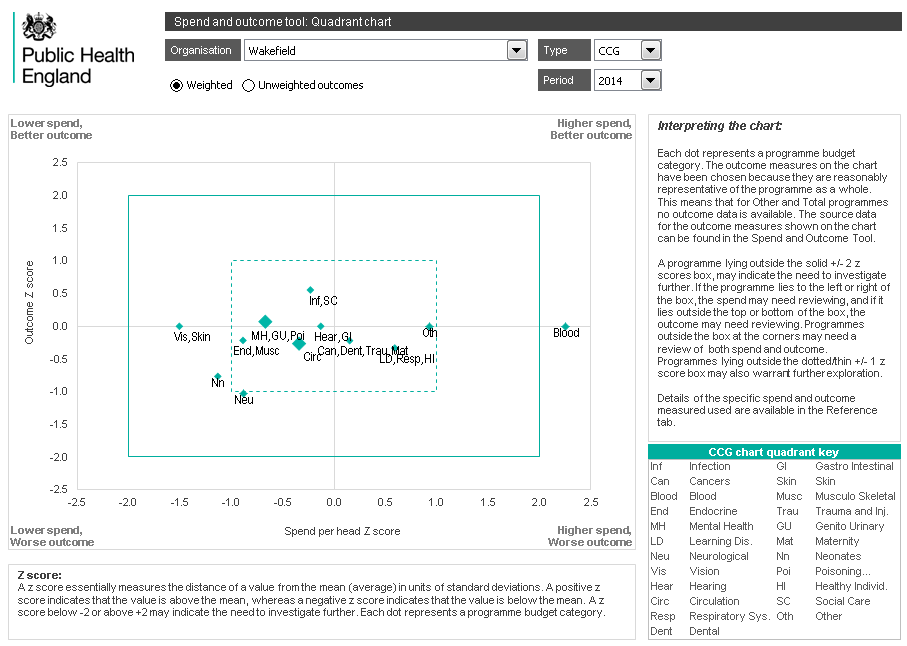 Spend and outcome tool: Quadrant chart
Public Health
England
Organisation
Wakefield
Type
CCG
Weighted
Unweighted outcomes
Period
2014
Lower spend,
Better outcome
Higher spend,
Better outcome
2.5
2.0
1.5
1.0
0.5
0.0
-0.5
-1.0
-1.5
-2.0
-2.5
Outcome Z score
Inf,SC
Vis,Skin
MH,GU,Poi
Hear,GI
Oth
Blood
End,Musc
Circ
Can,Dent,Trau,Mat
LD,Resp,HI
Nn
Neu
-2.5 -2.0 -1.5 -1.0 -0.5 0.0 0.5 1.0 1.5 2.0 2.5
Spend per head Z score
Lower spend,
Worse outcome
Higher spend,
Worse outcome
Z score:
A z score essentially measures the distance of a value from the mean (average) in units of standard deviations. A positive z
score indicates that the value is above the mean, whereas a negative z score indicates that the value is below the mean. A z
score below -2 or above +2 may indicate the need to investigate further. Each dot represents a programme budget category.
Interpreting the chart:
Each dot represents a programme budget
category. The outcome measures on the chart
have been chosen because they are reasonably
representative of the programme as a whole.
This means that for Other and Total programmes
no outcome data is available. The source data
for the outcome measures shown on the chart
can be found in the Spend and Outcome Tool.
A programme lying outside the solid +/- 2 z
scores box, may indicate the need to investigate
further. If the programme lies to the left or right of
the box, the spend may need reviewing, and if it
lies outside the top or bottom of the box, the
outcome may need reviewing. Programmes
outside the box at the corners may need a
review of both spend and outcome.
Programmes lying outside the dotted/thin +/- 1 z
score box may also warrant further exploration.
Details of the specific spend and outcome
measured used are available in the Reference
tab.
CCG chart quadrant key
Inf Infection GI Gastro Intestinal
Can Cancers Skin Skin
Blood Blood Musc Musculo Skeletal
End Endocrine Trau Trauma and Inj.
MH Mental Health GU Genito Urinary
LD Learning Dis. Mat Maternity
Neu Neurological Nn Neonates
Vis Vision Poi Poisoning...
Hear Hearing HI Healthy Individ.
Circ Circulation SC Social Care
Resp Respiratory Sys. Oth Other
Dent Dental